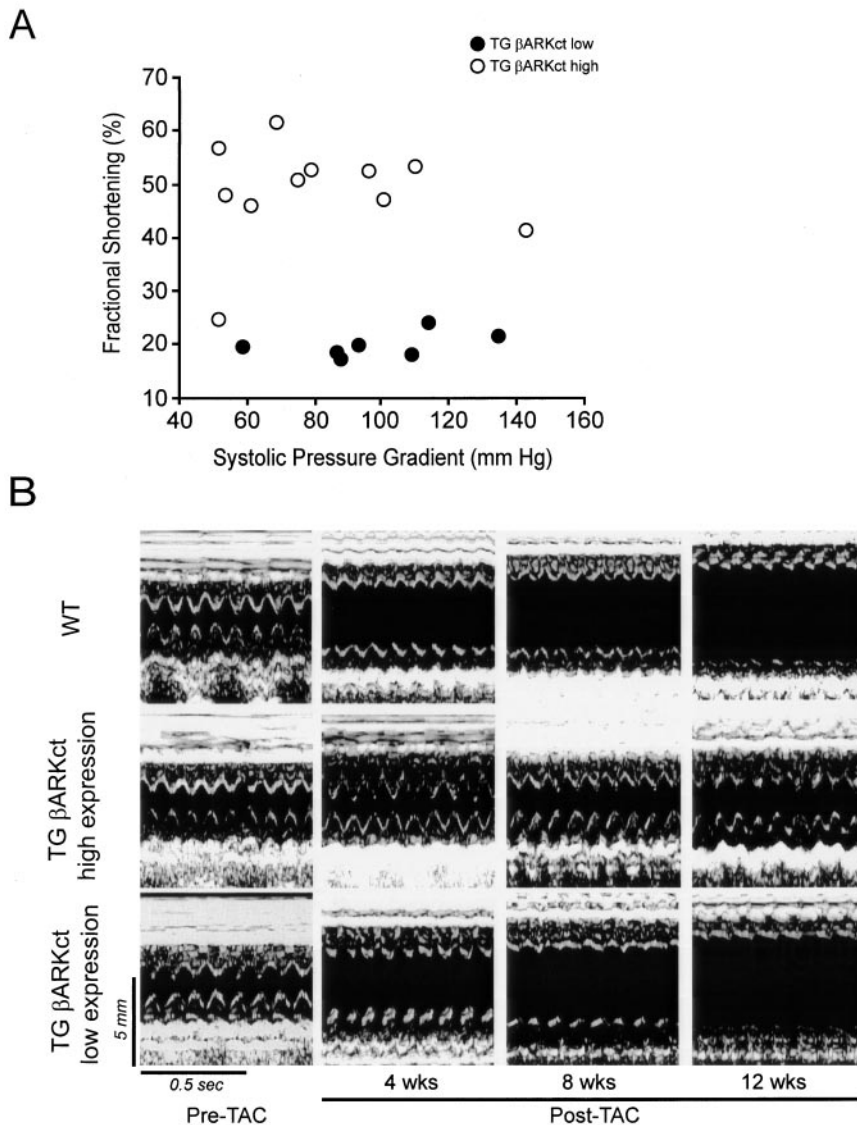 A
TG βARKct low
TG βARKct high
70
60
50
40
30
20
10
Fractional Shortening (%)
40 60 80 100 120 140 160
Systolic Pressure Gradient (mm Hg)
B
WT
TG βARKct
high expression
TG βARKct
low expression
5 mm
0.5 sec
4 wks 8 wks 12 wks
Pre-TAC Post-TAC